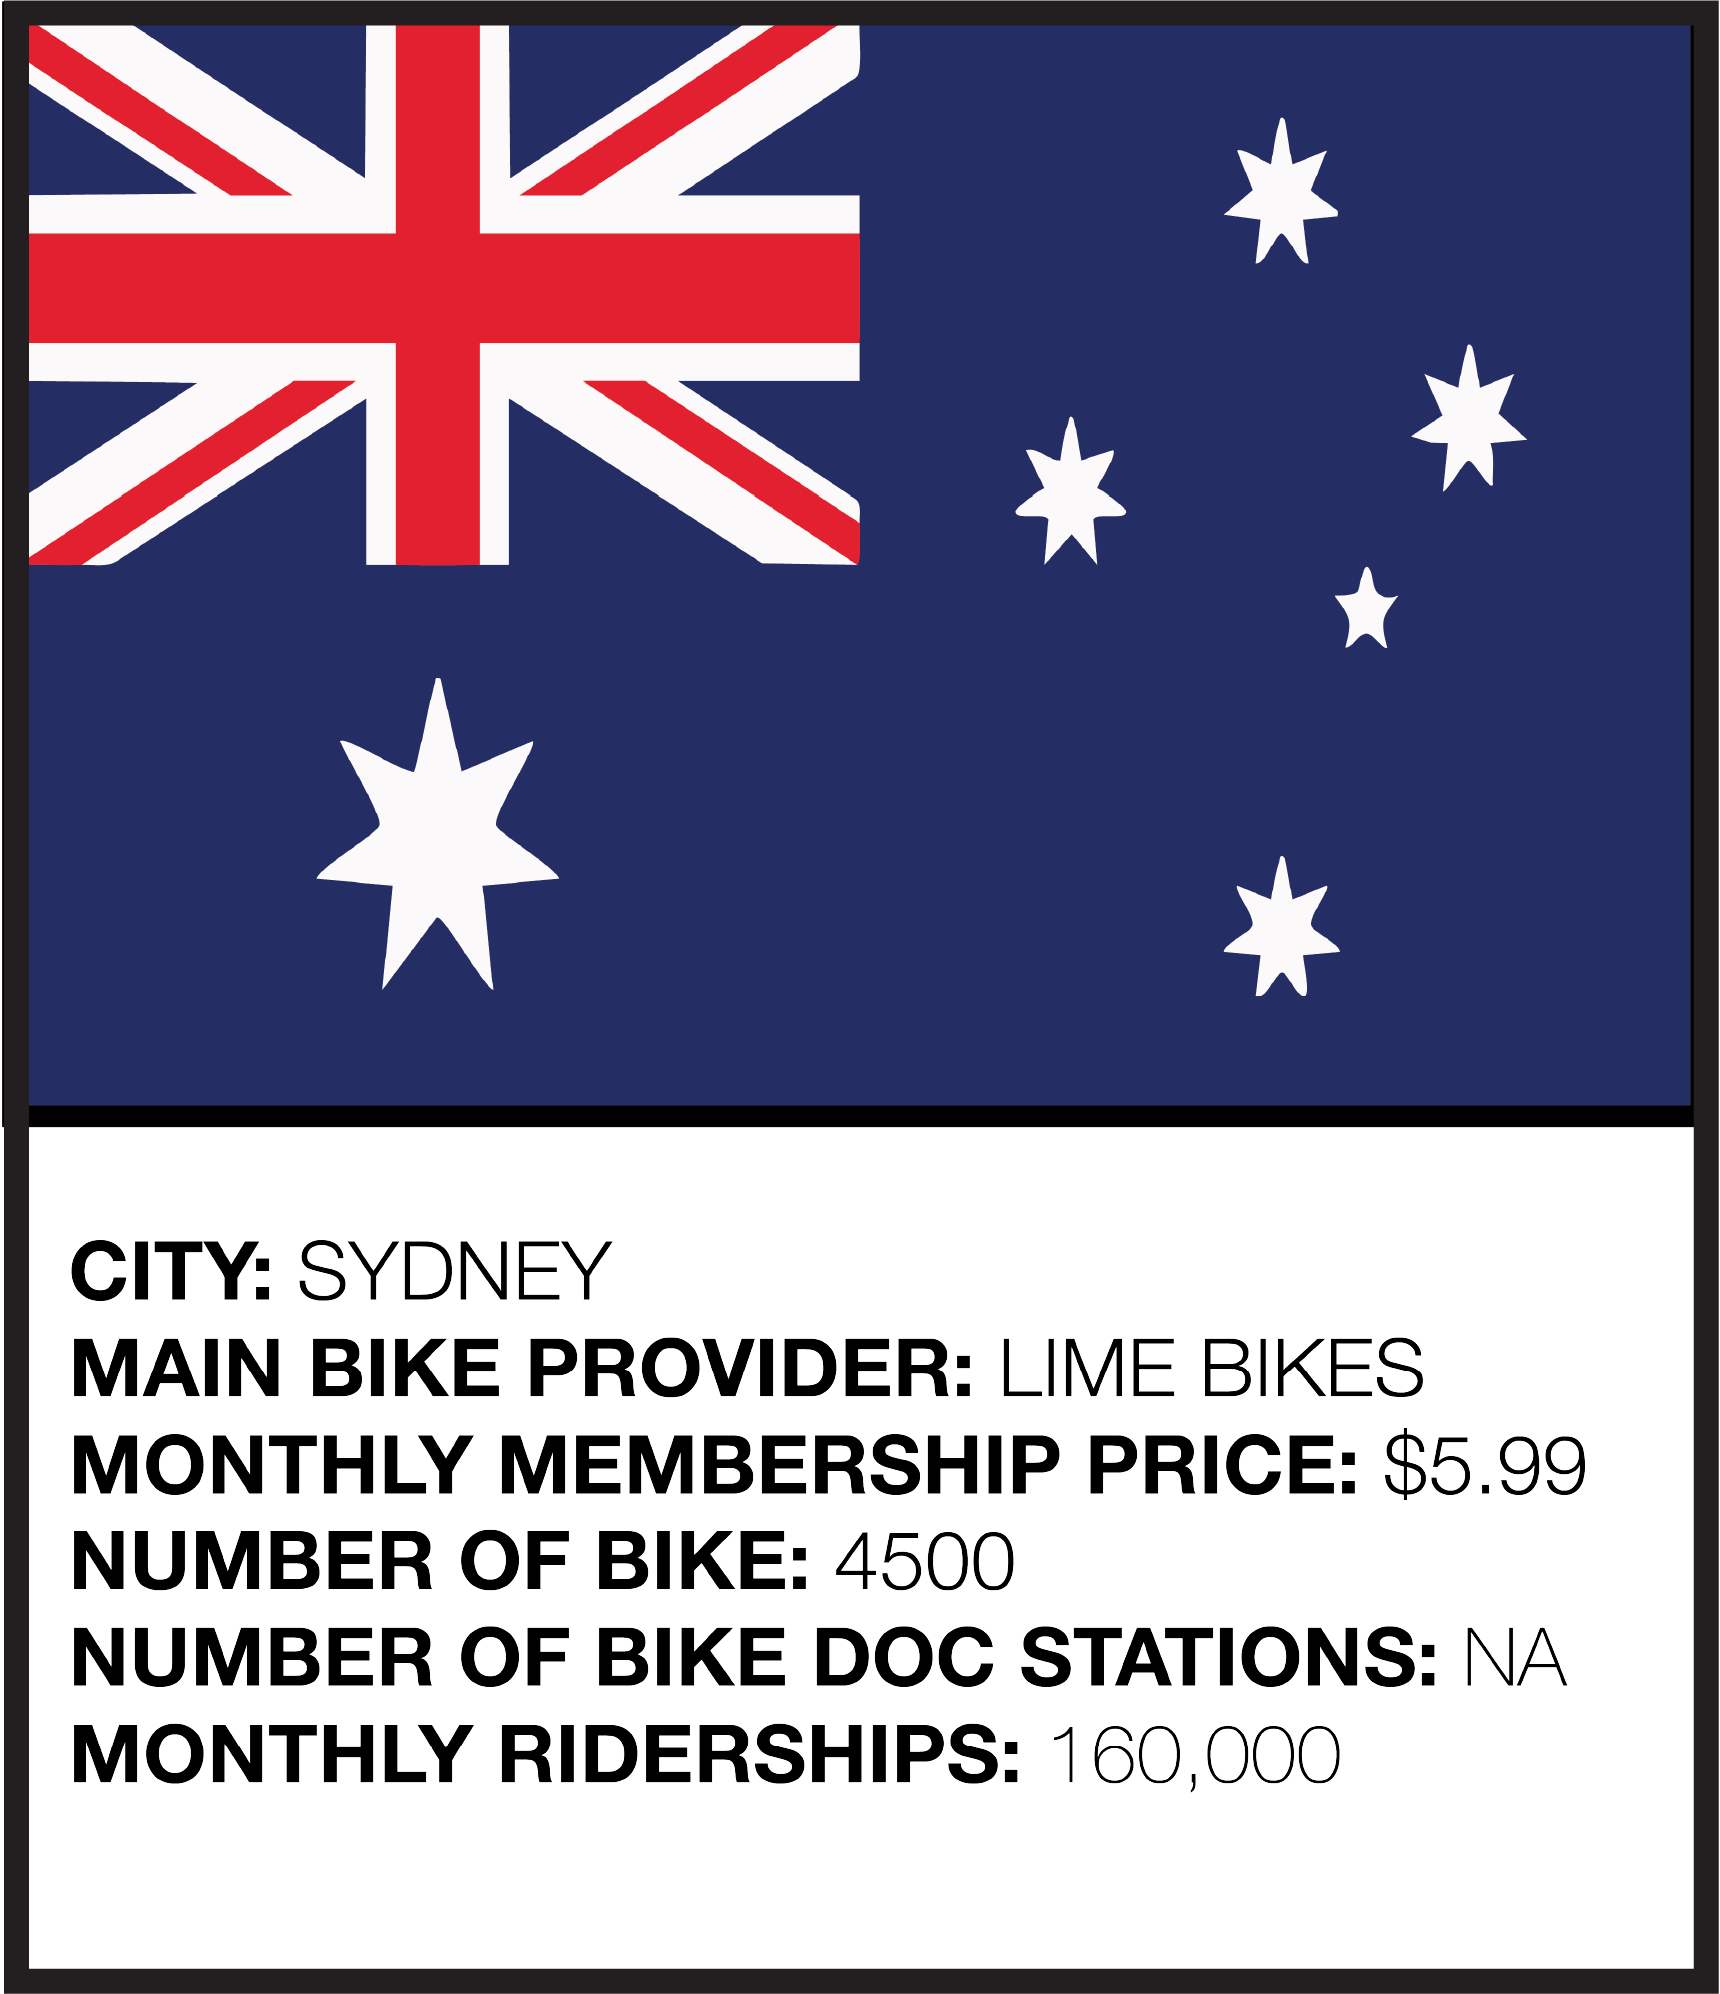 CITY: SYDNEY
MAIN BIKE PROVIDER: LIME BIKES
MONTHLY MEMBERSHIP PRICE: $5.99
NUMBER OF BIKE: 4500
NUMBER OF BIKE DOC STATIONS: NA
MONTHLY RIDERSHIPS: 160,000